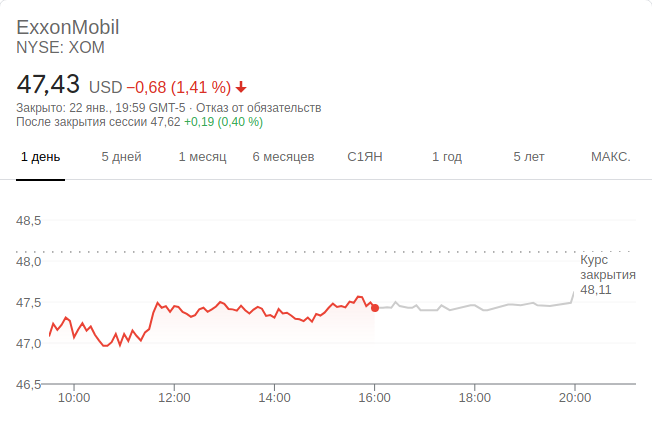 ExxonMobil
NYSE: XOM
47,43 USD −0,68 (1,41 %)
Закрыто: 22 янв., 19:59 GMT-5 · Отказ от обязательств
После закрытия сессии 47,62 +0,19 (0,40 %)
1 день 5 дней 1 месяц 6 месяцев С1ЯН 1 год 5 лет МАКС.
48,5
48,0
Курс
закрытия
48,11
47,5
47,0
46,5
10:00 12:00 14:00 16:00 18:00 20:00